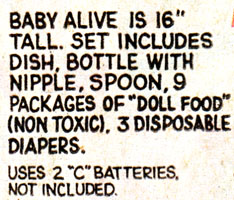 BABY ALIVE IS 16"
TALL. SET INCLUDES
DISH, BOTTLE WITH
NIPPLE, SPOON, 9
PACKAGES OF "DOLL FOOD"
(NON TOXIC), 3 DISPOSABLE
DIAPERS.
USES 2 "C" BATTERIES,
NOT INCLUDED.